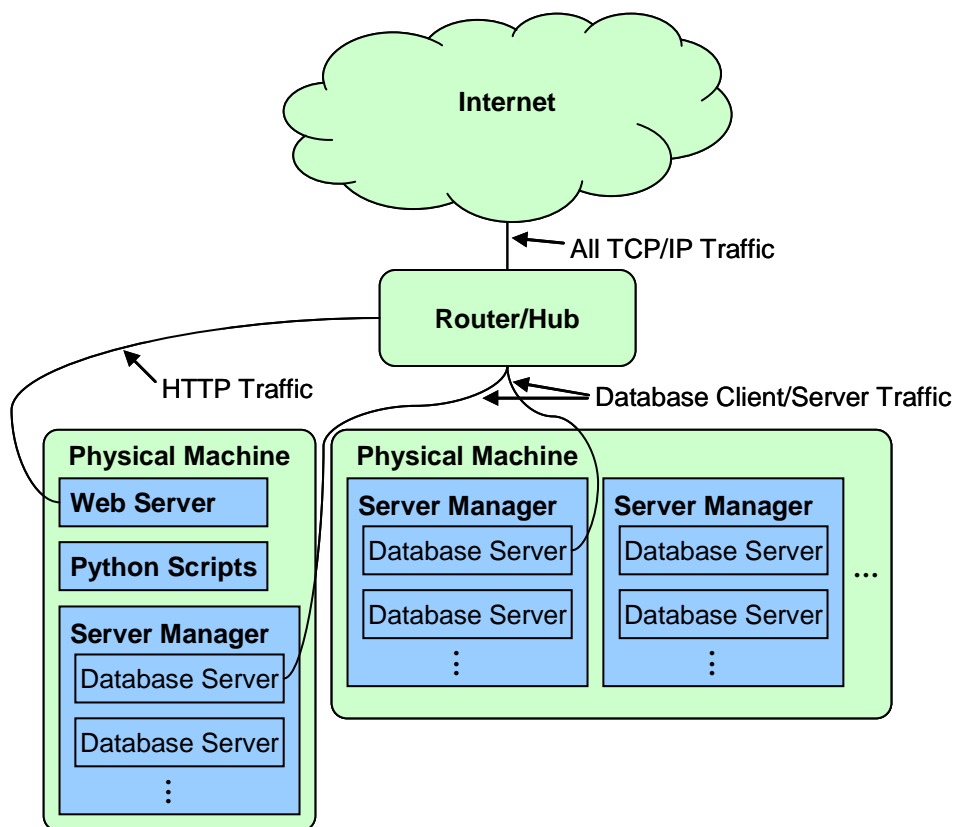 Internet
All TCP/IP Traffic
Router/Hub
HTTP Traffic
Database Client/Server Traffic
Physical Machine
Web Server
Python Scripts
Server Manager
Database Server
Database Server
⋮
Physical Machine
Server Manager
Database Server
Database Server
⋮
Server Manager
Database Server
Database Server
⋮
...